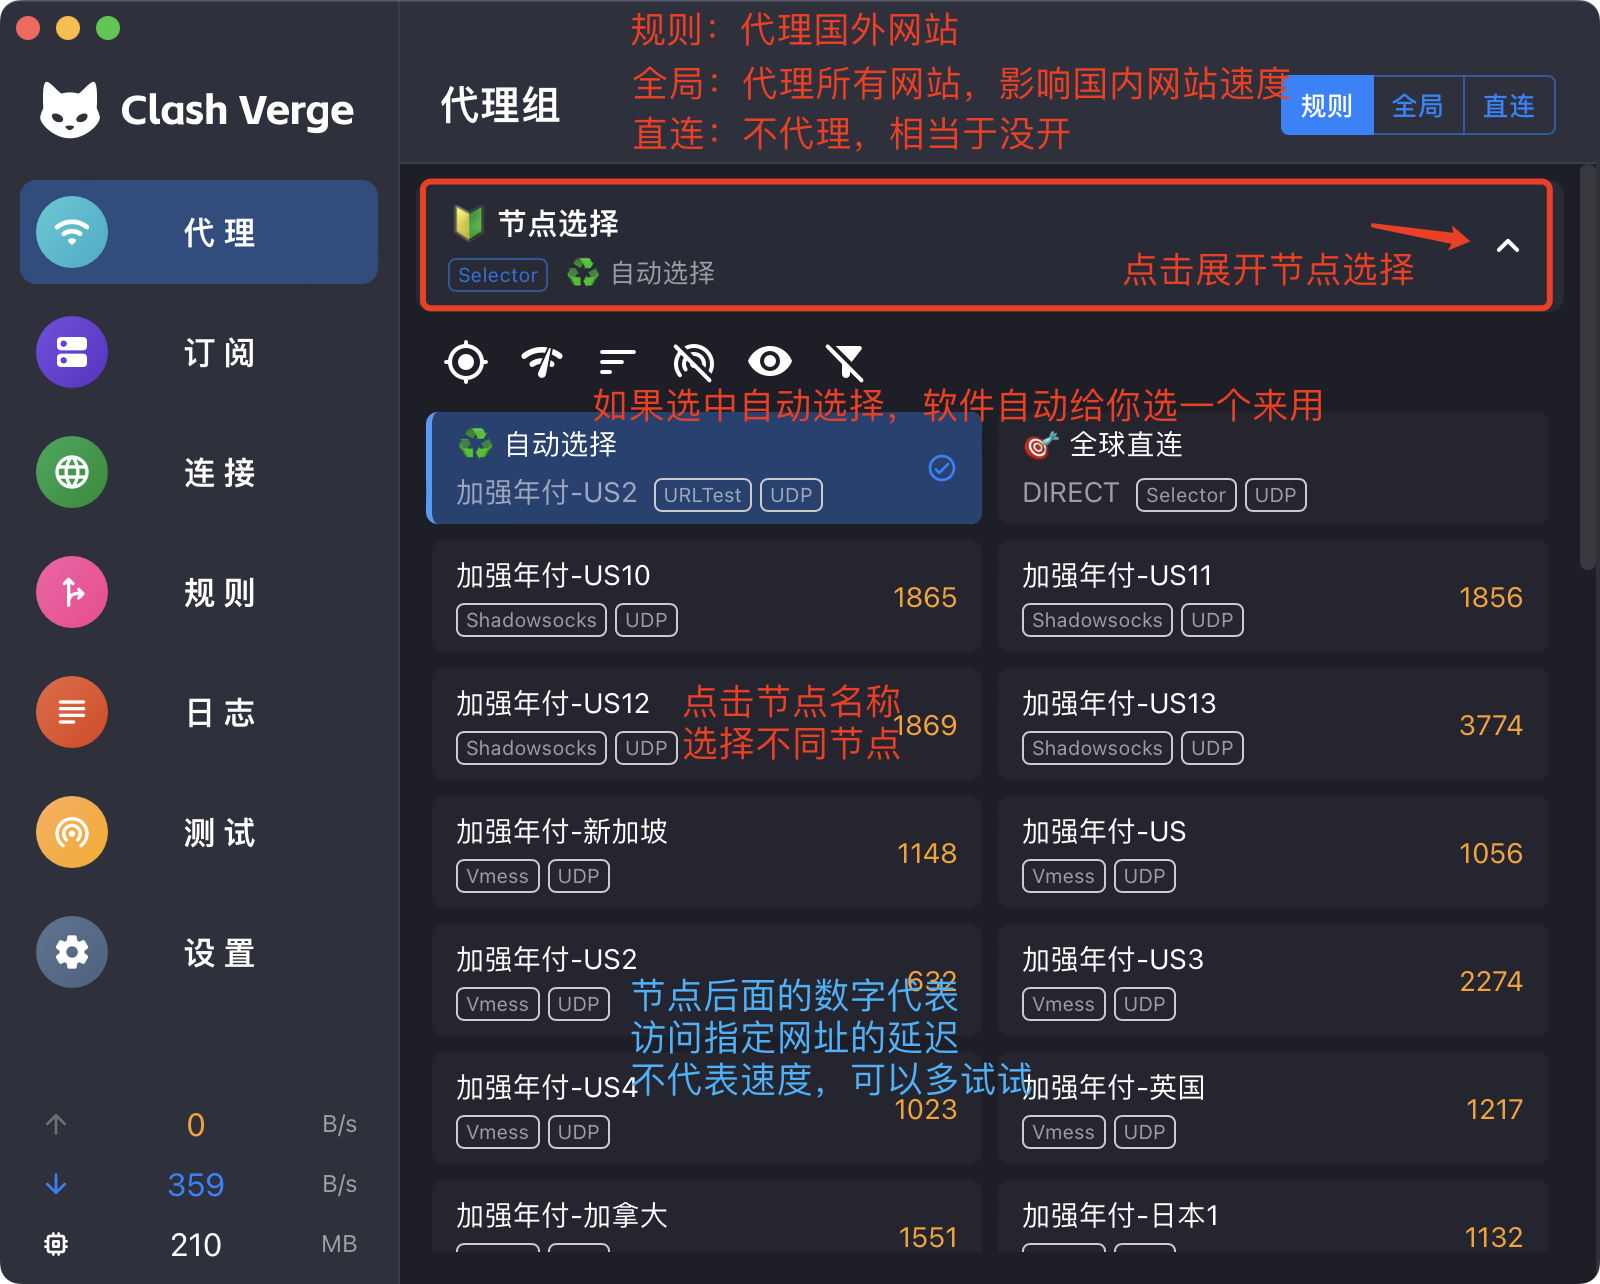 规则：代理国外网站
全局：代理所有网站，影响国内网站速度
直连：不代理，相当于没开
Clash Verge
代理组
规则
全局
直连
代理
订阅
连接
规则
日志
测试
设置
0 B/s
359 B/s
210 MB
节点选择
Selector 自动选择
点击展开节点选择
如果选中自动选择，软件自动给你选一个来用
自动选择
加强年付-US2 URLTest UDP
全球直连
DIRECT Selector UDP
加强年付-US10
Shadowsocks UDP
1865
加强年付-US11
Shadowsocks UDP
1856
加强年付-US12
Shadowsocks UDP
1869
点击节点名称
选择不同节点
加强年付-US13
Shadowsocks UDP
3774
加强年付-新加坡
Vmess UDP
1148
加强年付-US
Vmess UDP
1056
加强年付-US2
Vmess UDP
632
加强年付-US3
Vmess UDP
2274
节点后面的数字代表
访问指定网址的延迟
不代表速度，可以多试试
加强年付-US4
Vmess UDP
1023
加强年付-英国
Vmess UDP
1217
加强年付-加拿大
1551
加强年付-日本1
1132